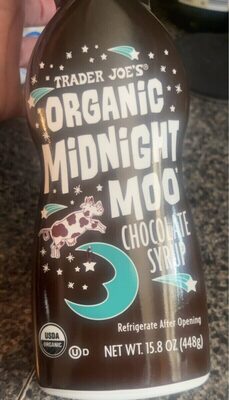 TRADER JOE'S®
ORGANIC
MIDNIGHT
MOO
CHOCOLATE
SYRUP
Refrigerate After Opening
USDA
ORGANIC
U D
NET WT. 15.8 OZ (448g)